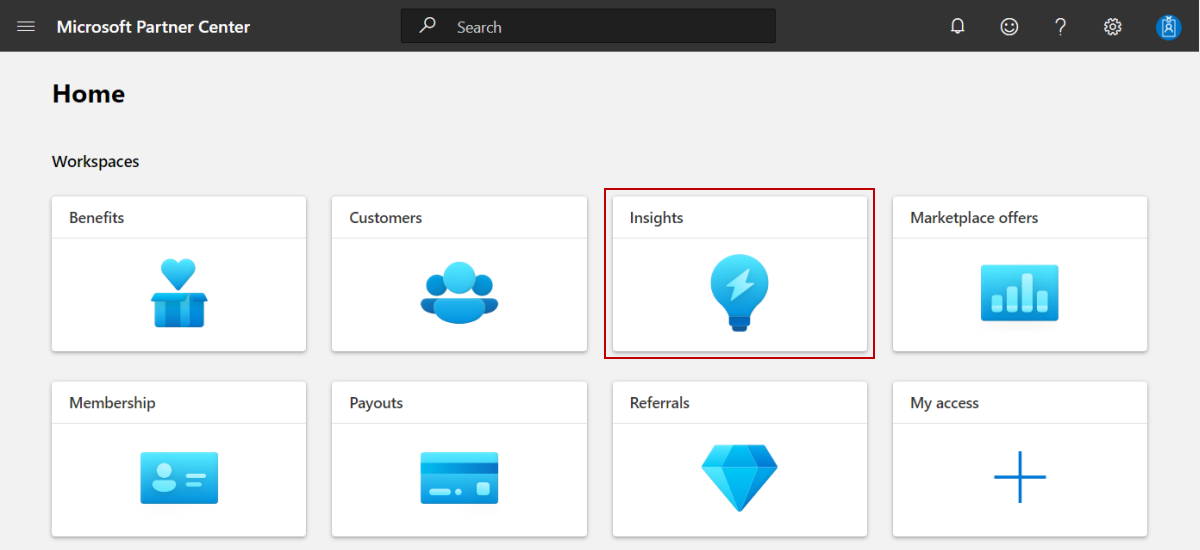 Microsoft Partner Center
Search
?
Home
Workspaces
Benefits
Customers
Insights
Marketplace offers
Membership
Payouts
Referrals
My access